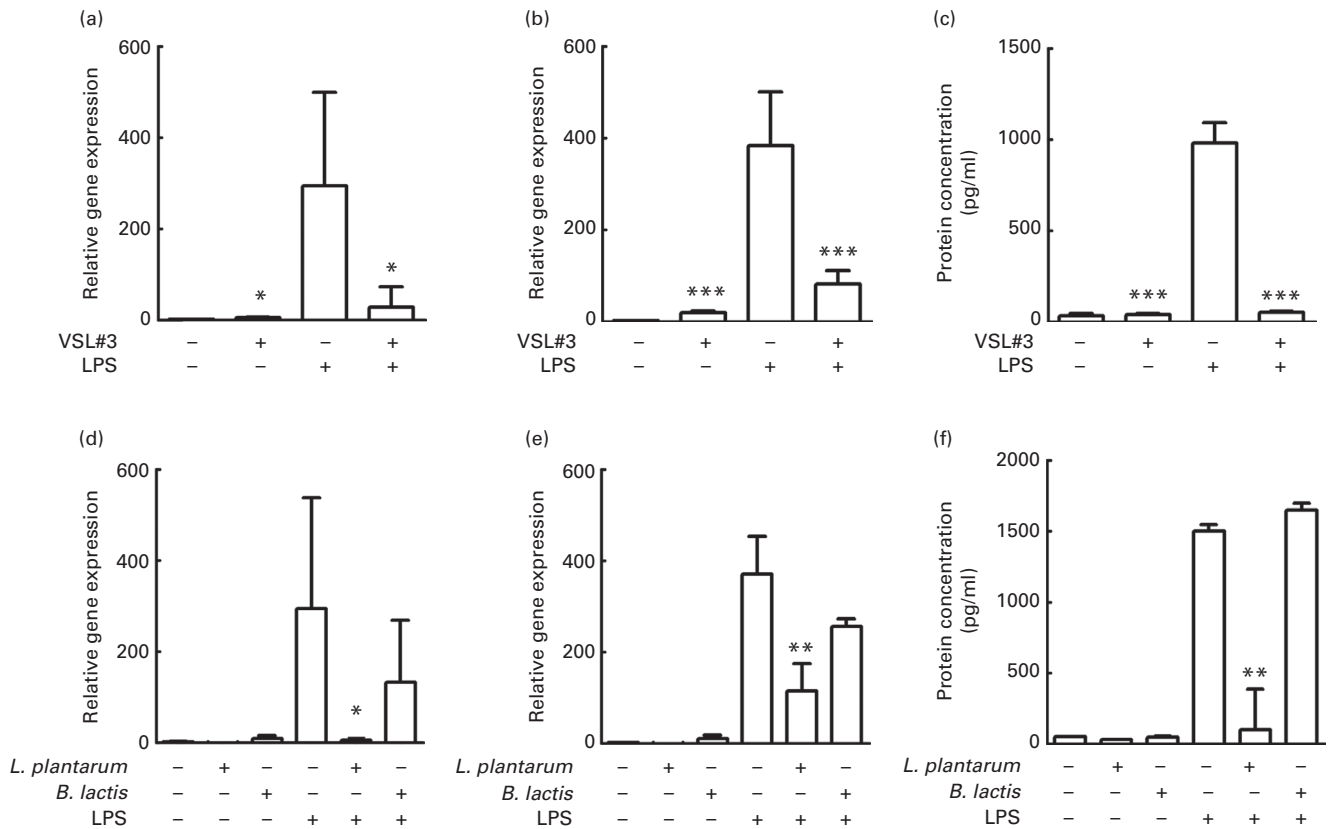 (a)
Relative gene expression
600
400
200
0
*
*
VSL#3 – + – +
LPS – – + +
(b)
Relative gene expression
600
400
200
0
***
***
VSL#3 – + – +
LPS – – + +
(c)
Protein concentration
(pg/ml)
1500
1000
500
0
***
***
VSL#3 – + – +
LPS – – + +
(d)
Relative gene expression
600
400
200
0
*
L. plantarum – + – – + –
B. lactis – – + – – +
LPS – – – + + +
(e)
Relative gene expression
600
400
200
0
**
L. plantarum – + – – + –
B. lactis – – + – – +
LPS – – – + + +
(f)
Protein concentration
(pg/ml)
2000
1500
1000
500
0
**
L. plantarum – + – – + –
B. lactis – – + – – +
LPS – – – + + +